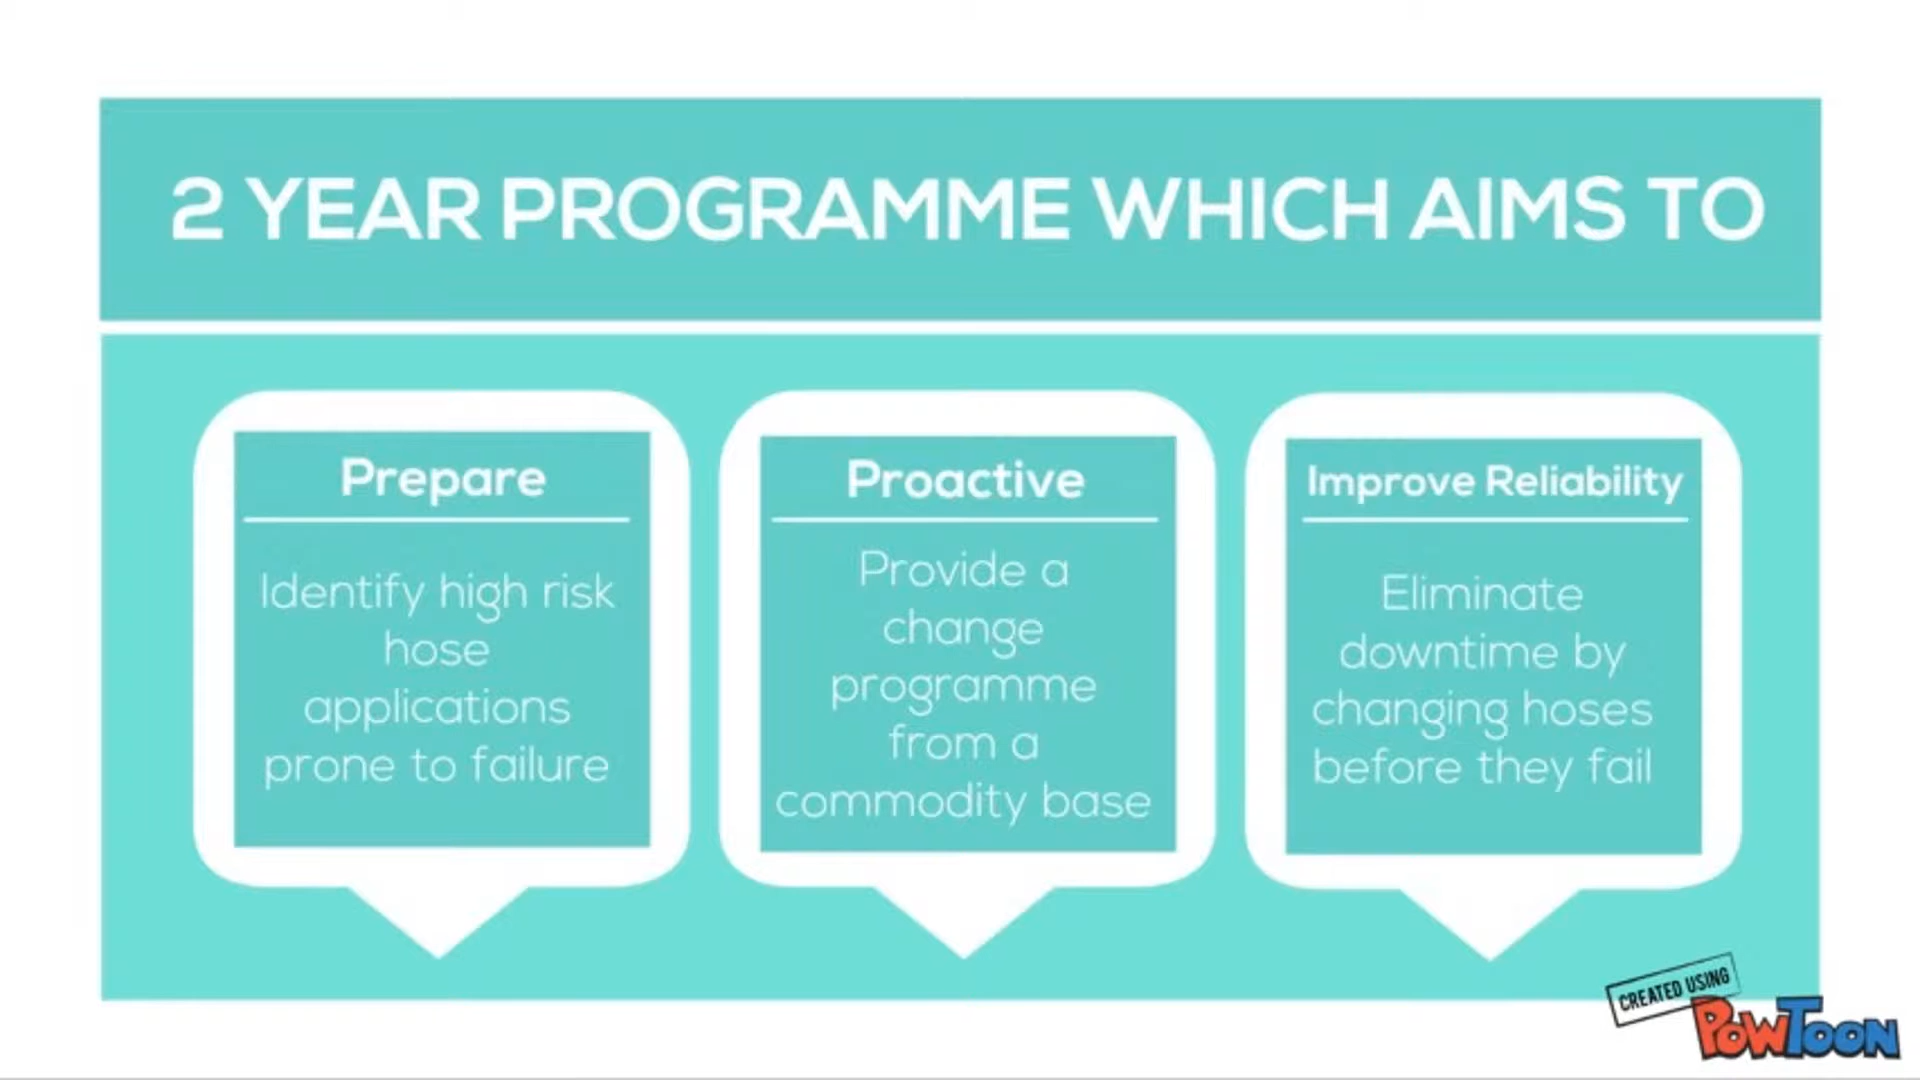 2 YEAR PROGRAMME WHICH AIMS TO
Prepare
Identify high risk
hose
applications
prone to failure
Proactive
Provide a
change
programme
from a
commodity base
Improve Reliability
Eliminate
downtime by
changing hoses
before they fail
CREATED USING
POWTOON